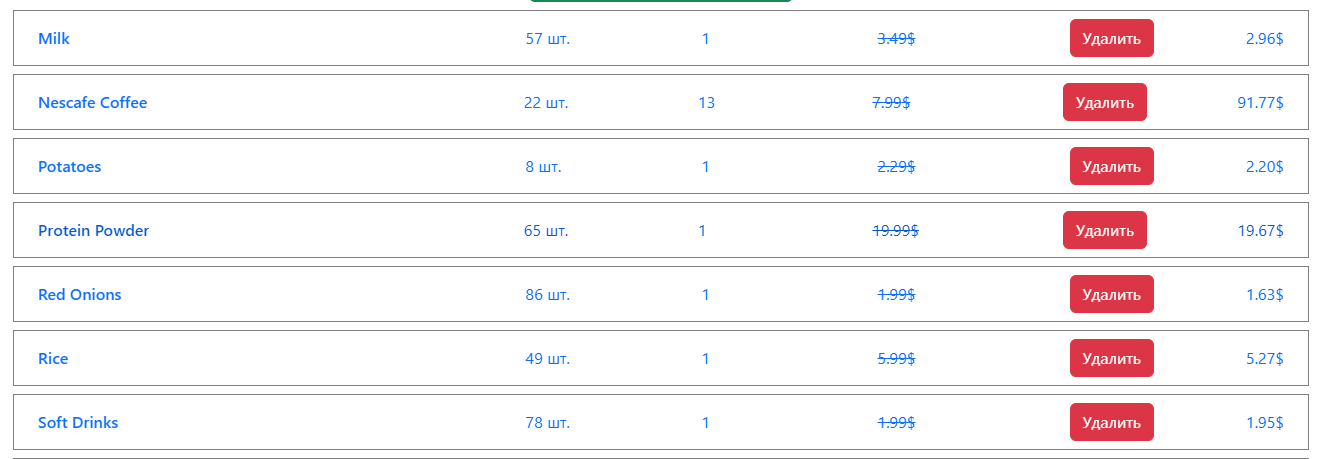 Milk 57 шт. 1 3.49$ Удалить 2.96$
Nescafe Coffee 22 шт. 13 7.99$ Удалить 91.77$
Potatoes 8 шт. 1 2.29$ Удалить 2.20$
Protein Powder 65 шт. 1 19.99$ Удалить 19.67$
Red Onions 86 шт. 1 1.99$ Удалить 1.63$
Rice 49 шт. 1 5.99$ Удалить 5.27$
Soft Drinks 78 шт. 1 1.99$ Удалить 1.95$